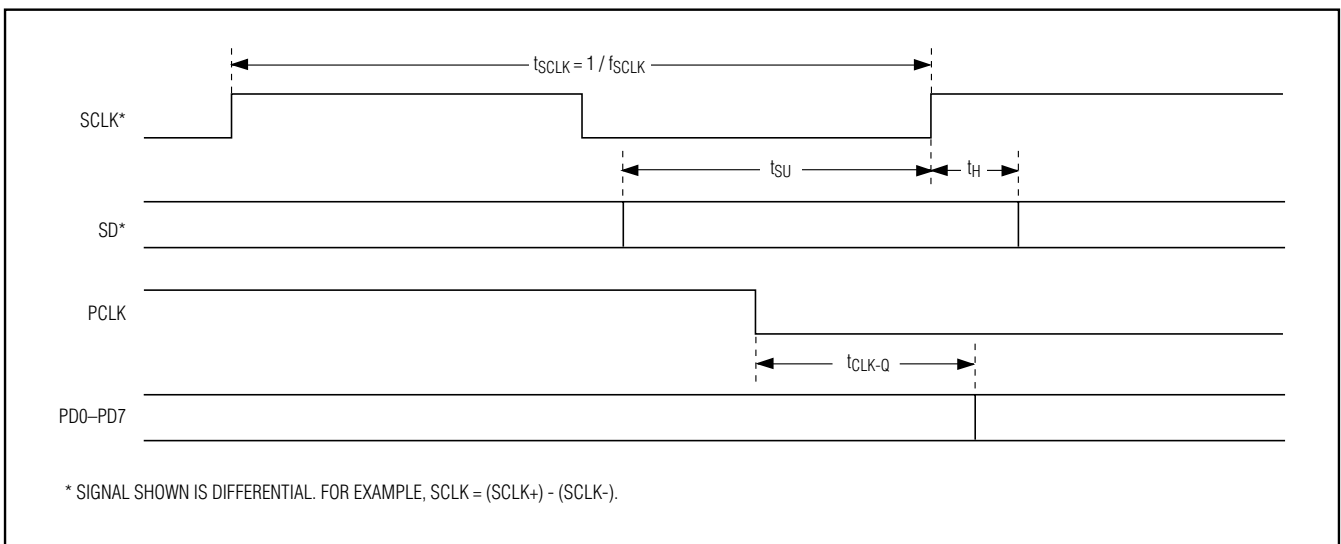 tSCLK = 1 / fSCLK
SCLK*
tSU
tH
SD*
PCLK
tCLK-Q
PD0–PD7
* SIGNAL SHOWN IS DIFFERENTIAL. FOR EXAMPLE, SCLK = (SCLK+) - (SCLK-).